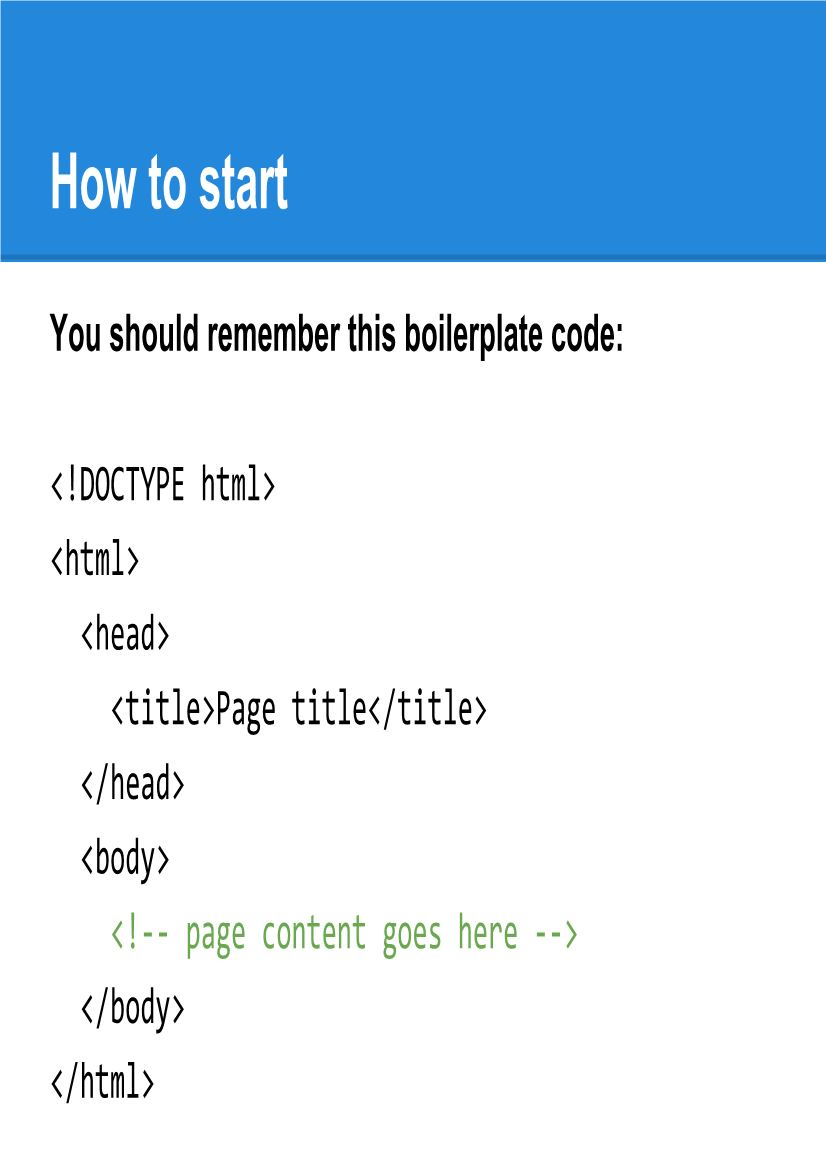 How to start
You should remember this boilerplate code:
<!DOCTYPE html>
<html>
  <head>
    <title>Page title</title>
  </head>
  <body>
    <!-- page content goes here -->
  </body>
</html>